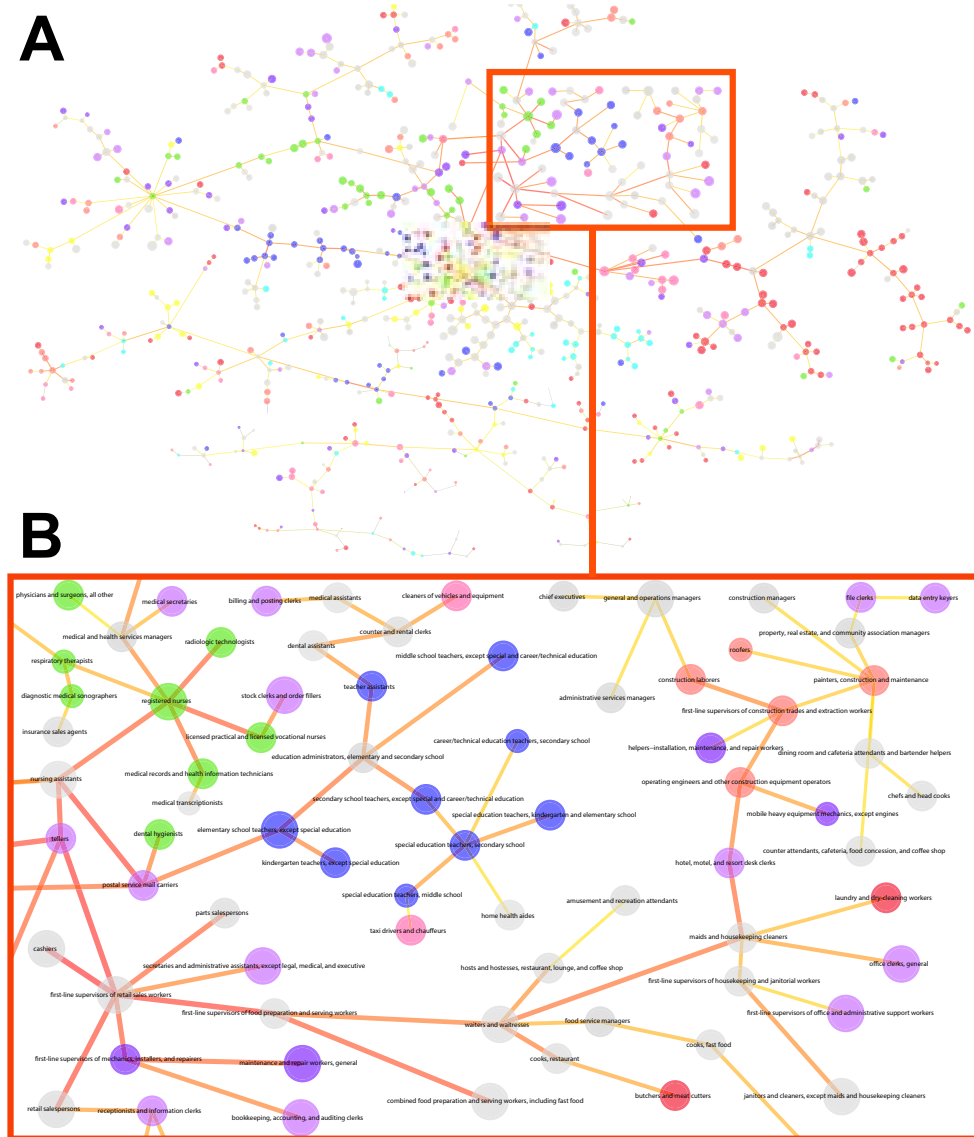 A
B
physicians and surgeons, all other
medical secretaries
billing and posting clerks
medical assistants
cleaners of vehicles and equipment
chief executives
general and operations managers
construction managers
file clerks
data entry keyers
medical and health services managers
radiologic technologists
counter and rental clerks
dental assistants
middle school teachers, except special and career/technical education
property, real estate, and community association managers
roofers
respiratory therapists
diagnostic medical sonographers
registered nurses
stock clerks and order fillers
teacher assistants
administrative services managers
construction laborers
painters, construction and maintenance
insurance sales agents
licensed practical and licensed vocational nurses
career/technical education teachers, secondary school
first-line supervisors of construction trades and extraction workers
education administrators, elementary and secondary school
helpers--installation, maintenance, and repair workers
dining room and cafeteria attendants and bartender helpers
nursing assistants
medical records and health information technicians
operating engineers and other construction equipment operators
medical transcriptionists
secondary school teachers, except special and career/technical education
chefs and head cooks
special education teachers, kindergarten and elementary school
mobile heavy equipment mechanics, except engines
tellers
dental hygienists
elementary school teachers, except special education
special education teachers, secondary school
counter attendants, cafeteria, food concession, and coffee shop
kindergarten teachers, except special education
hotel, motel, and resort desk clerks
postal service mail carriers
special education teachers, middle school
amusement and recreation attendants
laundry and dry-cleaning workers
parts salespersons
home health aides
taxi drivers and chauffeurs
maids and housekeeping cleaners
cashiers
secretaries and administrative assistants, except legal, medical, and executive
hosts and hostesses, restaurant, lounge, and coffee shop
office clerks, general
first-line supervisors of housekeeping and janitorial workers
first-line supervisors of retail sales workers
first-line supervisors of food preparation and serving workers
first-line supervisors of office and administrative support workers
waiters and waitresses
food service managers
cooks, fast food
first-line supervisors of mechanics, installers, and repairers
maintenance and repair workers, general
cooks, restaurant
butchers and meat cutters
janitors and cleaners, except maids and housekeeping cleaners
combined food preparation and serving workers, including fast food
retail salespersons
receptionists and information clerks
bookkeeping, accounting, and auditing clerks